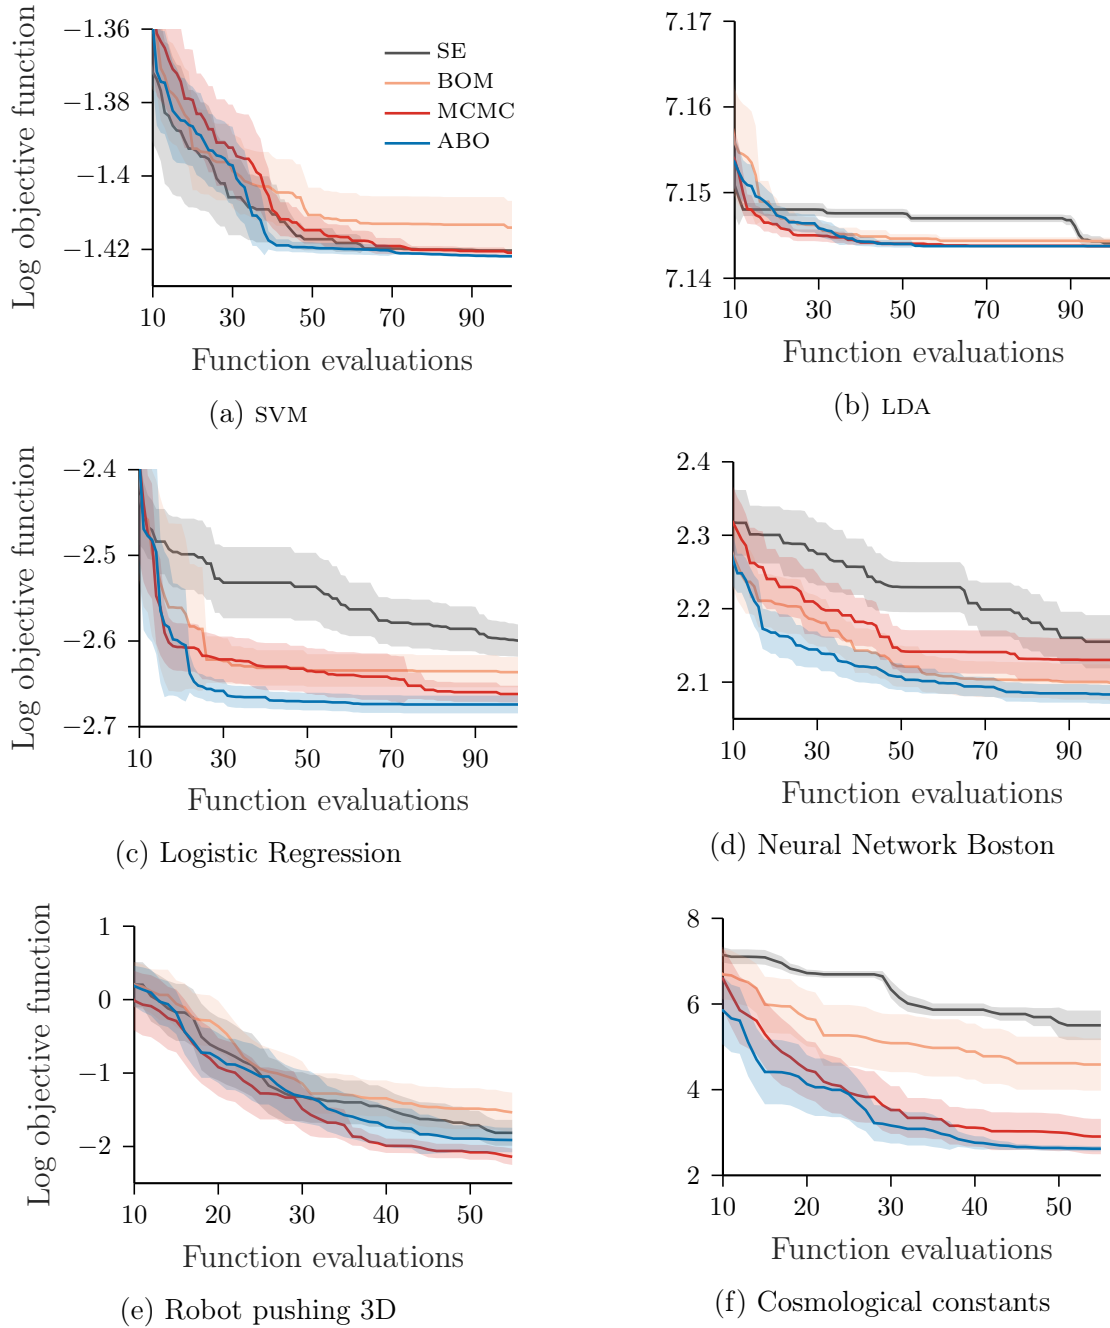 Log objective function
−1.36
−1.38
−1.4
−1.42
10 30 50 70 90
Function evaluations
SE
BOM
MCMC
ABO
(a) SVM
7.17
7.16
7.15
7.14
10 30 50 70 90
Function evaluations
(b) LDA
Log objective function
−2.4
−2.5
−2.6
−2.7
10 30 50 70 90
Function evaluations
(c) Logistic Regression
2.4
2.3
2.2
2.1
10 30 50 70 90
Function evaluations
(d) Neural Network Boston
Log objective function
1
0
−1
−2
10 20 30 40 50
Function evaluations
(e) Robot pushing 3D
8
6
4
2
10 20 30 40 50
Function evaluations
(f) Cosmological constants